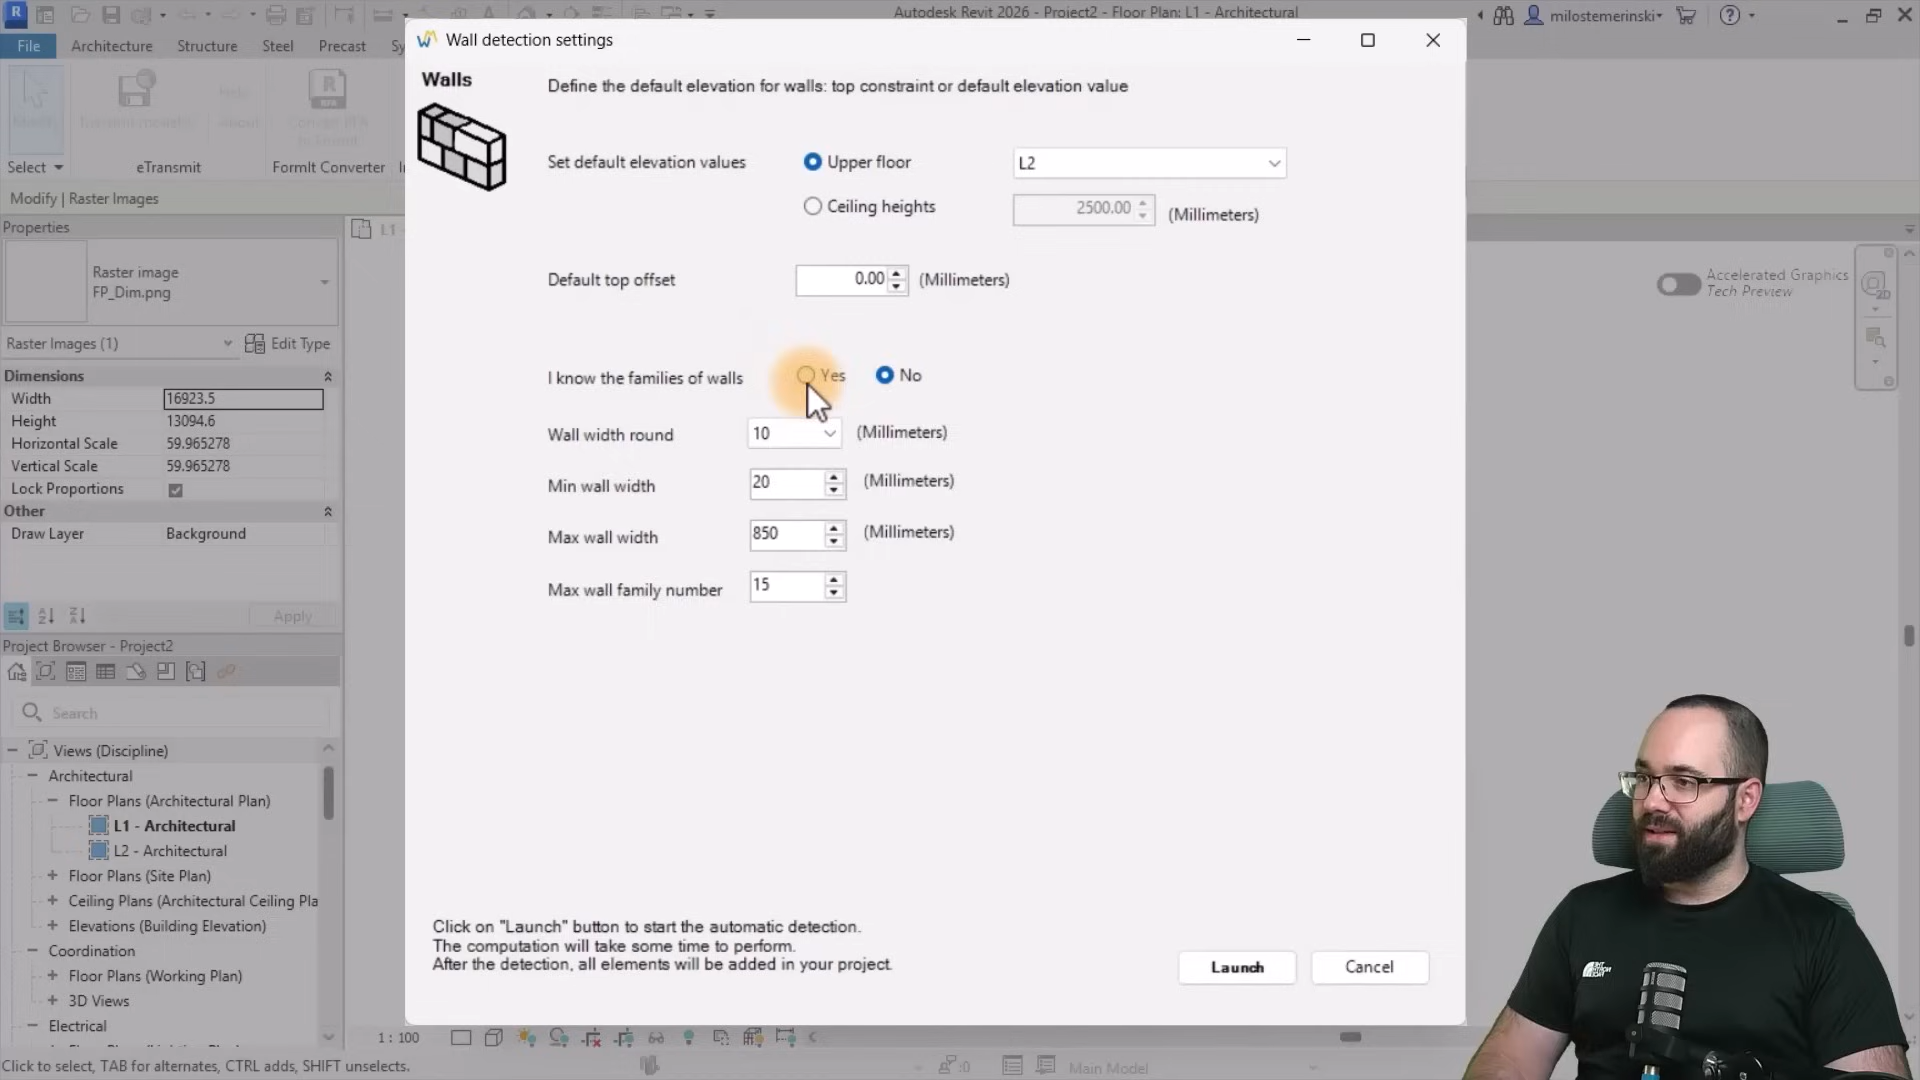 Autodesk Revit 2026 - Project2 - Floor Plan: L1 - Architectural
milostemerinski
File
Architecture
Structure
Steel
Precast
Sy
Select
eTransmit
FormIt Converter
Modify | Raster Images
Properties
Raster image
FP_Dim.png
Raster Images (1)
Edit Type
Dimensions
Width 16923.5
Height 13094.6
Horizontal Scale 59.965278
Vertical Scale 59.965278
Lock Proportions
Other
Draw Layer Background
Apply
Project Browser - Project2
Search
Views (Discipline)
Architectural
Floor Plans (Architectural Plan)
L1 - Architectural
L2 - Architectural
Floor Plans (Site Plan)
Ceiling Plans (Architectural Ceiling Pla
Elevations (Building Elevation)
Coordination
Floor Plans (Working Plan)
3D Views
Electrical
Click to select, TAB for alternates, CTRL adds, SHIFT unselects.
L1 -
Wall detection settings
Walls
Define the default elevation for walls: top constraint or default elevation value
Set default elevation values
Upper floor
L2
Ceiling heights
2500.00
(Millimeters)
Default top offset
0.00
(Millimeters)
I know the families of walls
Yes
No
Wall width round
10
(Millimeters)
Min wall width
20
(Millimeters)
Max wall width
850
(Millimeters)
Max wall family number
15
Click on "Launch" button to start the automatic detection.
The computation will take some time to perform.
After the detection, all elements will be added in your project.
Launch
Cancel
Accelerated Graphics
Tech Preview
2D
1 : 100
:0
Main Model
THE
NORTH
FACE